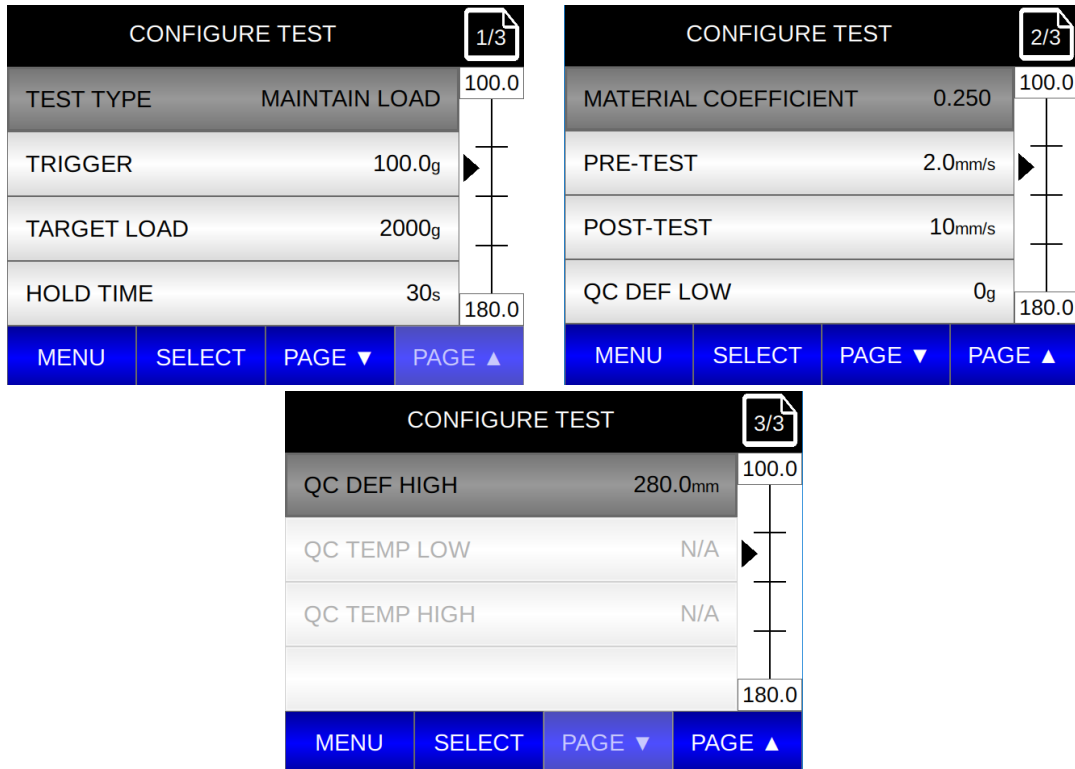 CONFIGURE TEST 1/3
TEST TYPE MAINTAIN LOAD 100.0
TRIGGER 100.0g
TARGET LOAD 2000g
HOLD TIME 30s 180.0
MENU SELECT PAGE ▼ PAGE ▲
CONFIGURE TEST 2/3
MATERIAL COEFFICIENT 0.250 100.0
PRE-TEST 2.0mm/s
POST-TEST 10mm/s
QC DEF LOW 0g 180.0
MENU SELECT PAGE ▼ PAGE ▲
CONFIGURE TEST 3/3
QC DEF HIGH 280.0mm 100.0
QC TEMP LOW N/A
QC TEMP HIGH N/A
180.0
MENU SELECT PAGE ▼ PAGE ▲